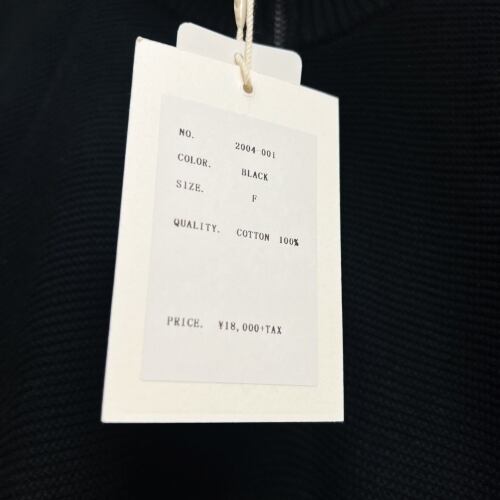 NO. 2004-001
COLOR. BLACK
SIZE. F
QUALITY. COTTON 100%
PRICE. ¥18,000+TAX